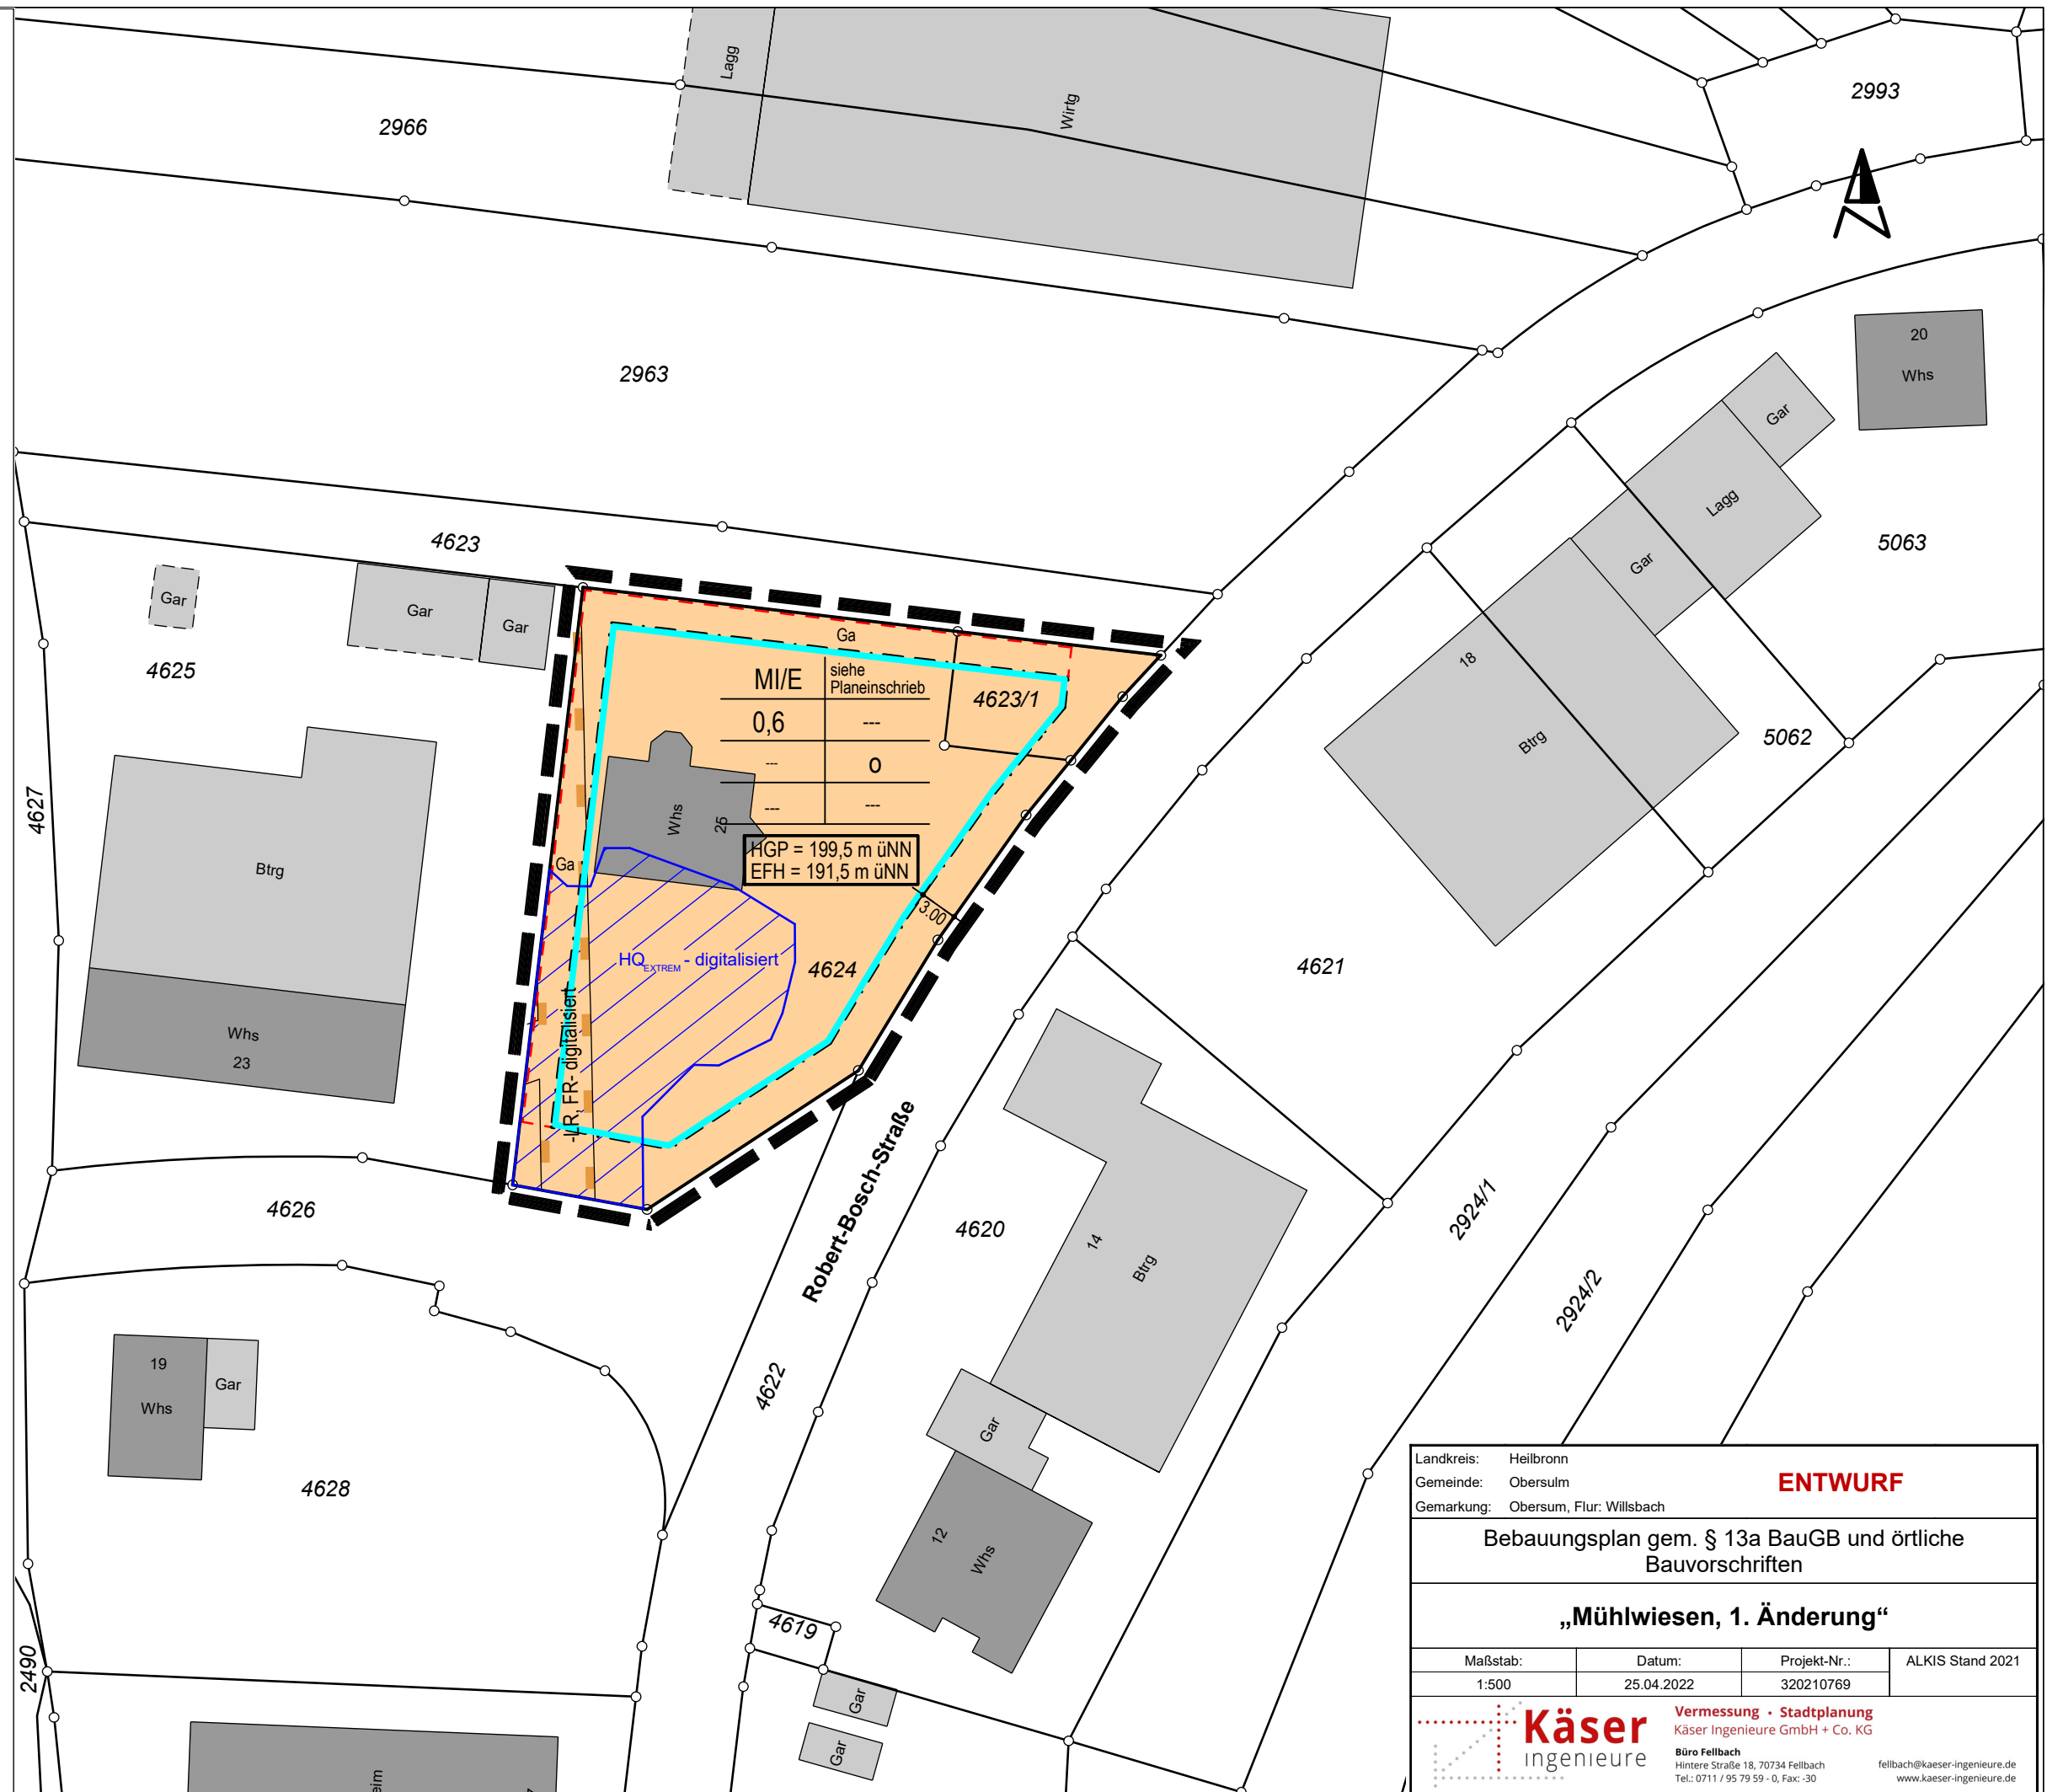 Lagg
Wirtg
2966
2993
2963
20
Whs
Gar
Lagg
Gar
5063
4623
Gar
Gar
Gar
4625
Ga
MI/E
siehe
Planeinschrieb
4623/1
0,6
---
---
o
---
---
18
Btrg
5062
4627
Whs
25
HGP = 199,5 m üNN
EFH = 191,5 m üNN
Ga
Btrg
3.00
HQEXTREM - digitalisiert
4624
4621
-LR, FR- digitalisiert
Whs
23
Robert-Bosch-Straße
4626
4620
14
Btrg
2924/1
2924/2
19
Whs
Gar
4622
Gar
4628
12
Whs
4619
2490
Gar
Gar
Landkreis: Heilbronn
Gemeinde: Obersulm
ENTWURF
Gemarkung: Obersum, Flur: Willsbach
Bebauungsplan gem. § 13a BauGB und örtliche
Bauvorschriften
„Mühlwiesen, 1. Änderung“
Maßstab: Datum: Projekt-Nr.: ALKIS Stand 2021
1:500 25.04.2022 320210769
Käser
ingenieure
Vermessung • Stadtplanung
Käser Ingenieure GmbH + Co. KG
Büro Fellbach
Hintere Straße 18, 70734 Fellbach fellbach@kaeser-ingenieure.de
Tel.: 0711 / 95 79 59 - 0, Fax: -30 www.kaeser-ingenieure.de